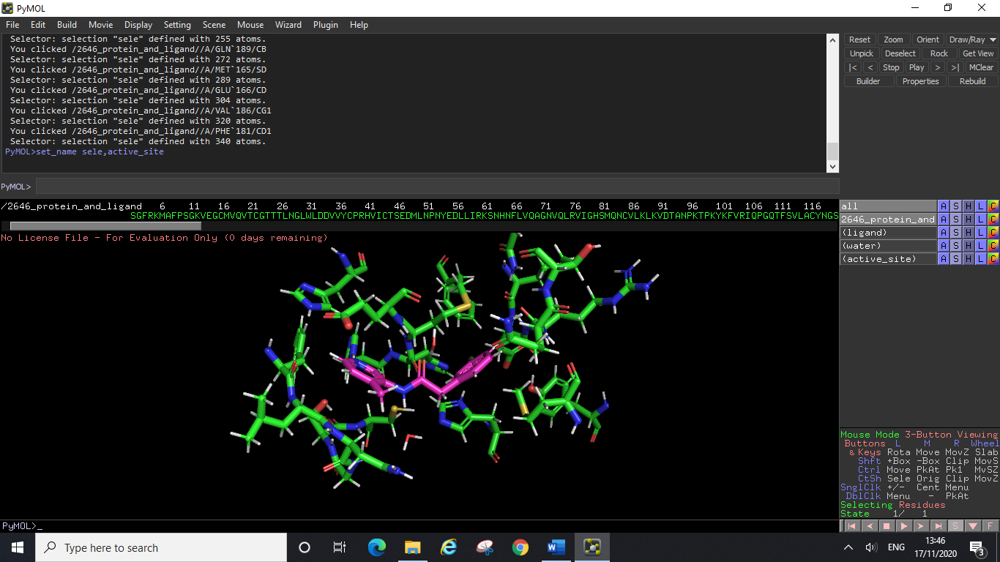 PyMOL
File Edit Build Movie Display Setting Scene Mouse Wizard Plugin Help
Selector: selection "sele" defined with 255 atoms.
You clicked /2646_protein_and_ligand//A/GLN`189/CB
Selector: selection "sele" defined with 272 atoms.
You clicked /2646_protein_and_ligand//A/MET`165/SD
Selector: selection "sele" defined with 289 atoms.
You clicked /2646_protein_and_ligand//A/GLU`166/CD
Selector: selection "sele" defined with 304 atoms.
You clicked /2646_protein_and_ligand//A/VAL`186/CG1
Selector: selection "sele" defined with 320 atoms.
You clicked /2646_protein_and_ligand//A/PHE`181/CD1
Selector: selection "sele" defined with 340 atoms.
PyMOL>set_name sele,active_site
PyMOL>
Reset Zoom Orient Draw/Ray
Unpick Deselect Rock Get View
|< < Stop Play > >| MClear
Builder Properties Rebuild
/2646_protein_and_ligand 6 11 16 21 26 31 36 41 46 51 56 61 66 71 76 81 86 91 96 101 106 111 116
SGFRKMAFPSGKVEGCMVQVTCGTTTLNGLWLDDVVYCPRHVICTSEDMLNPNYEDLLIRKSNHNFLVQAGNVQLRVIGHSMQNCVLKLKVDTANPKTPKYKFVRIQPGQTFSVLACYNGS
No License File - For Evaluation Only (0 days remaining)
all A S H L C
2646_protein_and A S H L C
(ligand) A S H L C
(water) A S H L C
(active_site) A S H L C
Mouse Mode 3-Button Viewing
Buttons L M R Wheel
& Keys Rota Move MovZ Slab
Shft +Box -Box Clip MovS
Ctrl Move PkAt Pk1 MvSZ
CtSh Sele Orig Clip MovZ
SnglClk +/- Cent Menu
DblClk Menu - PkAt
Selecting Residues
State 1/ 1
PyMOL>_
S F
Type here to search
ENG
13:46
17/11/2020
3